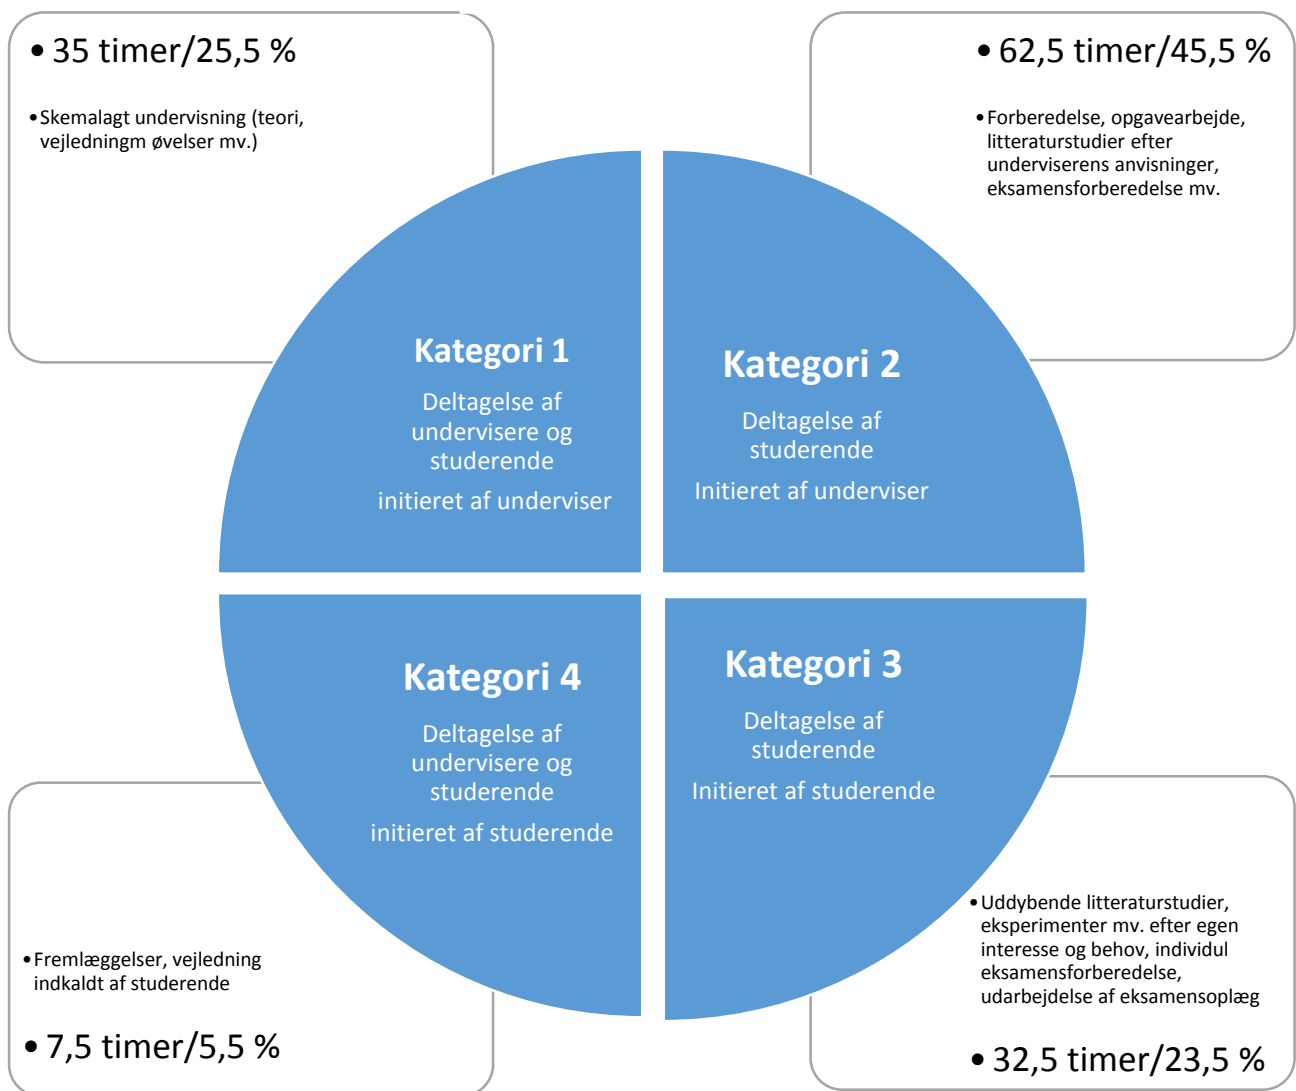 • 35 timer/25,5 %
• Skemalagt undervisning (teori,
vejledningm øvelser mv.)
• 62,5 timer/45,5 %
• Forberedelse, opgavearbejde,
litteraturstudier efter
underviserens anvisninger,
eksamensforberedelse mv.
Kategori 1
Deltagelse af
undervisere og
studerende
initieret af underviser
Kategori 2
Deltagelse af
studerende
Initieret af underviser
Kategori 4
Deltagelse af
undervisere og
studerende
initieret af studerende
Kategori 3
Deltagelse af
studerende
Initieret af studerende
• Fremlæggelser, vejledning
indkaldt af studerende
• 7,5 timer/5,5 %
• Uddybende litteraturstudier,
eksperimenter mv. efter egen
interesse og behov, individul
eksamensforberedelse,
udarbejdelse af eksamensoplæg
• 32,5 timer/23,5 %